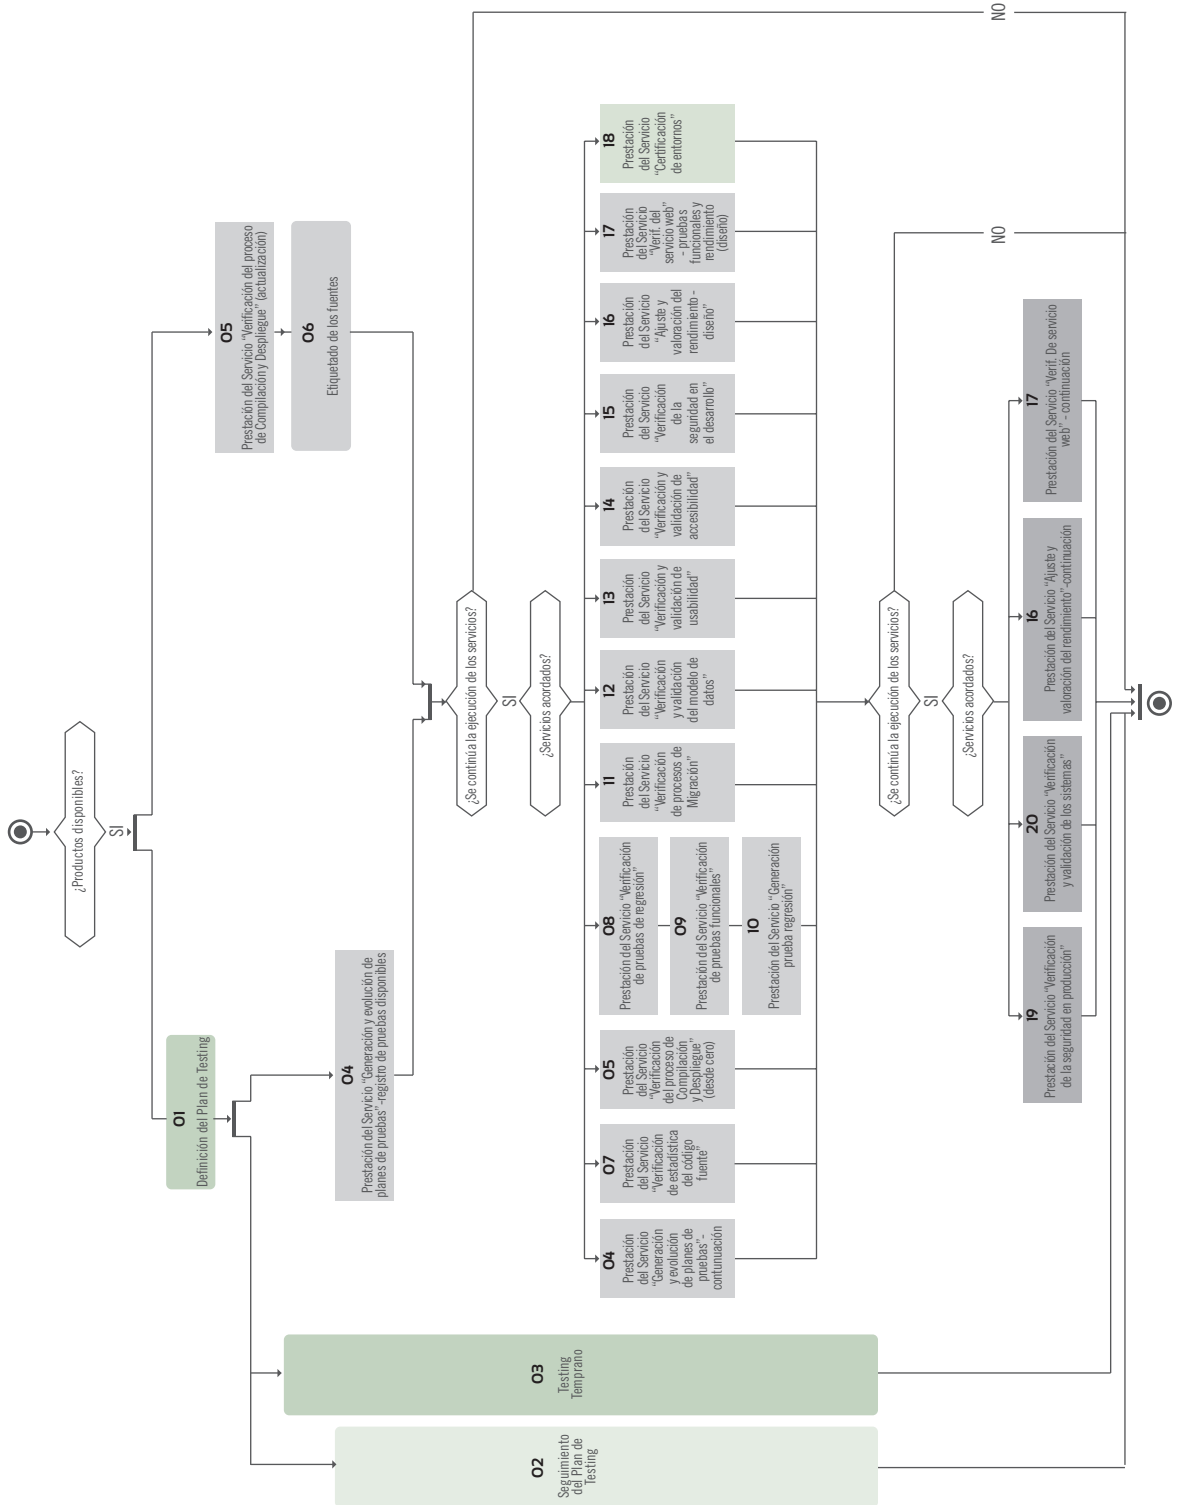 ¿Productos disponibles?
SI
01
Definición del Plan de Testing
05
Prestación del Servicio “Verificación del proceso
de Compilación y Despliegue” (actualización)
06
Etiquetado de los fuentes
04
Prestación del Servicio “Generación y evolución de
planes de pruebas”-registro de pruebas disponibles
02
Seguimiento
del Plan de
Testing
03
Testing
Temprano
¿Se continúa la ejecución de los servicios?
NO
SI
¿Servicios acordados?
04
Prestación
del Servicio
“Generación
y evolución
de planes de
pruebas”-
contunuación
07
Prestación
del Servicio
“Verificación
de estadística
del código
fuente”
05
Prestación
del Servicio
“Verificación
del proceso de
Compilación
y Despliegue”
(desde cero)
08
Prestación del Servicio “Verificación
de pruebas de regresión”
09
Prestación del Servicio “Verificación
de pruebas funcionales”
10
Prestación del Servicio “Generación
prueba regresión”
11
Prestación
del Servicio
“Verificación
de procesos de
Migración”
12
Prestación
del Servicio
“Verificación
y validación
del modelo de
datos”
13
Prestación
del Servicio
“Verificación y
validación de
usabilidad”
14
Prestación
del Servicio
“Verificación y
validación de
accesibilidad”
15
Prestación
del Servicio
“Verificación
de la
seguridad en
el desarrollo”
16
Prestación
del Servicio
“Ajuste y
valoración del
rendimiento -
diseño”
17
Prestación
del Servicio
“Verif. del
servicio web”
- pruebas
funcionales y
rendimiento
(diseño)
18
Prestación
del Servicio
“Certificación
de entornos”
¿Se continúa la ejecución de los servicios?
NO
SI
¿Servicios acordados?
19
Prestación del Servicio “Verificación
de la seguridad en producción”
20
Prestación del Servicio “Verificación
y validación de los sistemas”
16
Prestación del Servicio “Ajuste y
valoración del rendimiento”-continuación
17
Prestación del Servicio “Verif. De servicio
web” - continuación